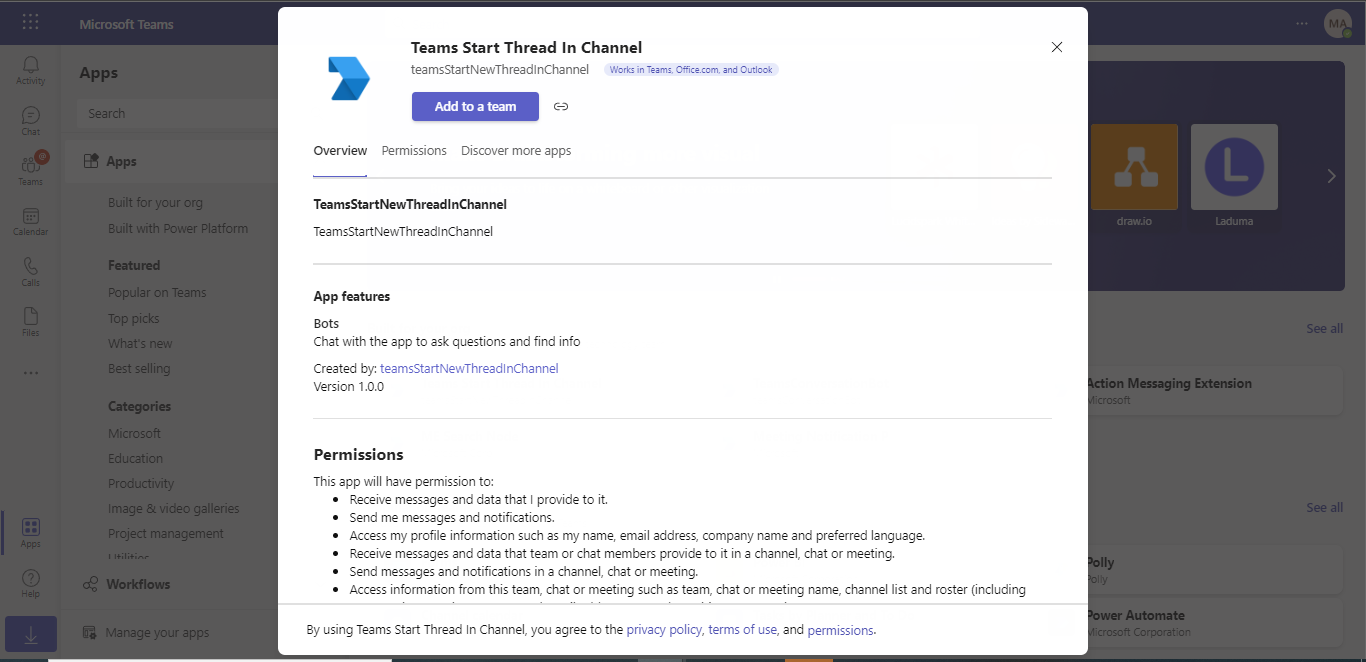 Microsoft Teams
MA
Activity
Chat
Teams
@
Calendar
Calls
Files
Apps
Help
Apps
Search
Apps
Built for your org
Built with Power Platform
Featured
Popular on Teams
Top picks
What's new
Best selling
Categories
Microsoft
Education
Productivity
Image & video galleries
Project management
Utilities
Workflows
Manage your apps
Teams Start Thread In Channel
teamsStartNewThreadInChannel
Works in Teams, Office.com, and Outlook
Add to a team
Overview
Permissions
Discover more apps
TeamsStartNewThreadInChannel
TeamsStartNewThreadInChannel
App features
Bots
Chat with the app to ask questions and find info
Created by: teamsStartNewThreadInChannel
Version 1.0.0
Permissions
This app will have permission to:
Receive messages and data that I provide to it.
Send me messages and notifications.
Access my profile information such as my name, email address, company name and preferred language.
Receive messages and data that team or chat members provide to it in a channel, chat or meeting.
Send messages and notifications in a channel, chat or meeting.
Access information from this team, chat or meeting such as team, chat or meeting name, channel list and roster (including
By using Teams Start Thread In Channel, you agree to the privacy policy, terms of use, and permissions.
draw.io
L
Laduma
See all
Action Messaging Extension
Microsoft
See all
Polly
Polly
Power Automate
Microsoft Corporation